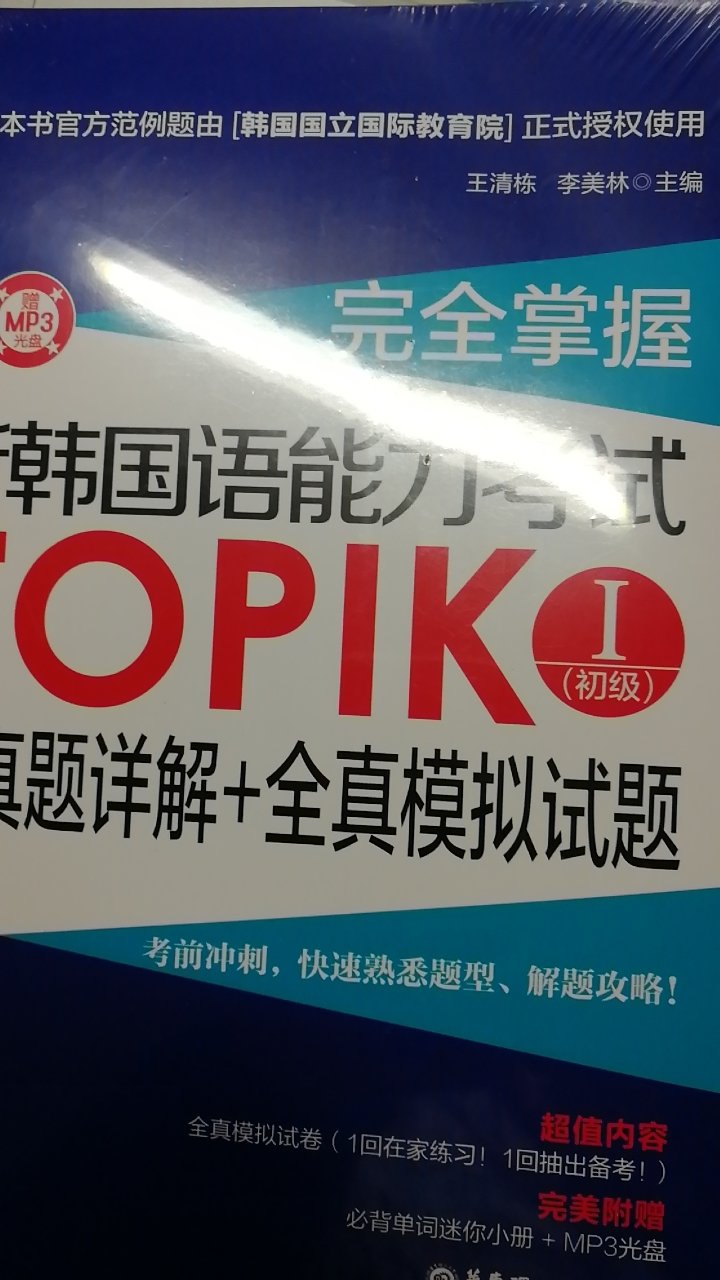 本书官方范例题由 [韩国国立国际教育院] 正式授权使用
王清栋 李美林◎主编
赠
MP3
光盘
完全掌握
韩国语能力考试
TOPIK I
(初级)
真题详解+全真模拟试题
考前冲刺，快速熟悉题型、解题攻略！
超值内容
全真模拟试卷（1回在家练习！1回抽出备考！）
完美附赠
必背单词迷你小册 + MP3光盘